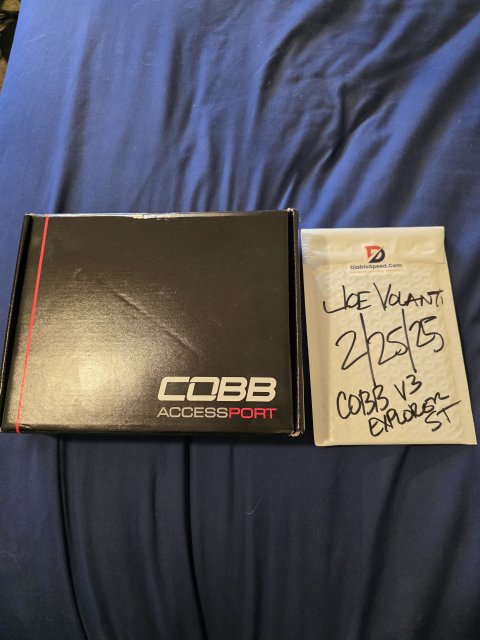 COBB
ACCESSPORT
DiabloSpeed.Com
JOE VOLANTI
2/25/25
COBB V3
EXPLORER
ST